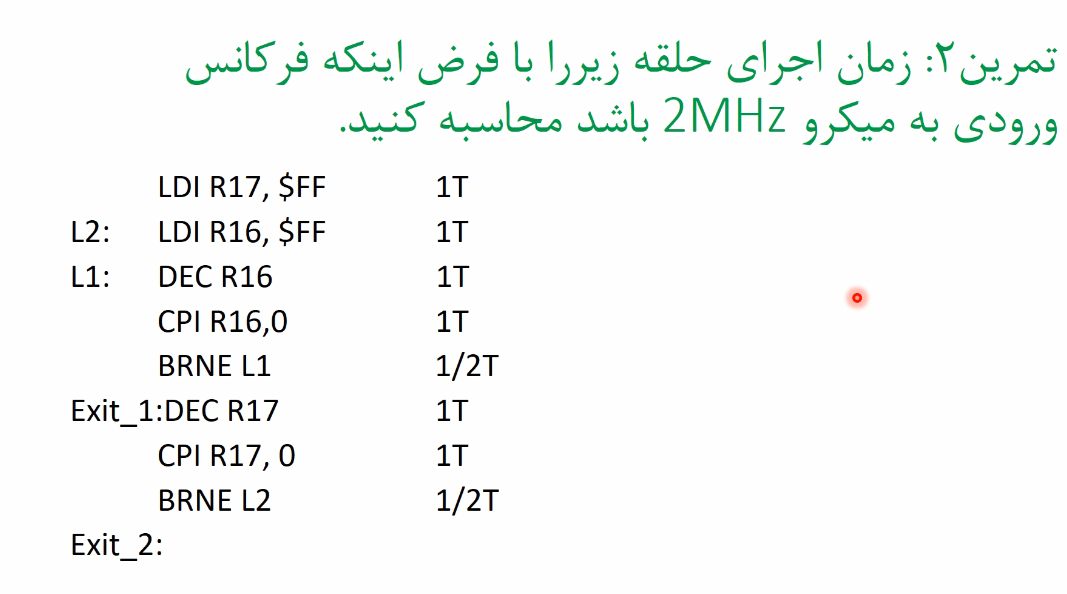 تمرین۲: زمان اجرای حلقه زیررا با فرض اینکه فرکانس
ورودی به میکرو 2MHz باشد محاسبه کنید.
LDI R17, $FF 1T
L2: LDI R16, $FF 1T
L1: DEC R16 1T
CPI R16,0 1T
BRNE L1 1/2T
Exit_1:DEC R17 1T
CPI R17, 0 1T
BRNE L2 1/2T
Exit_2: